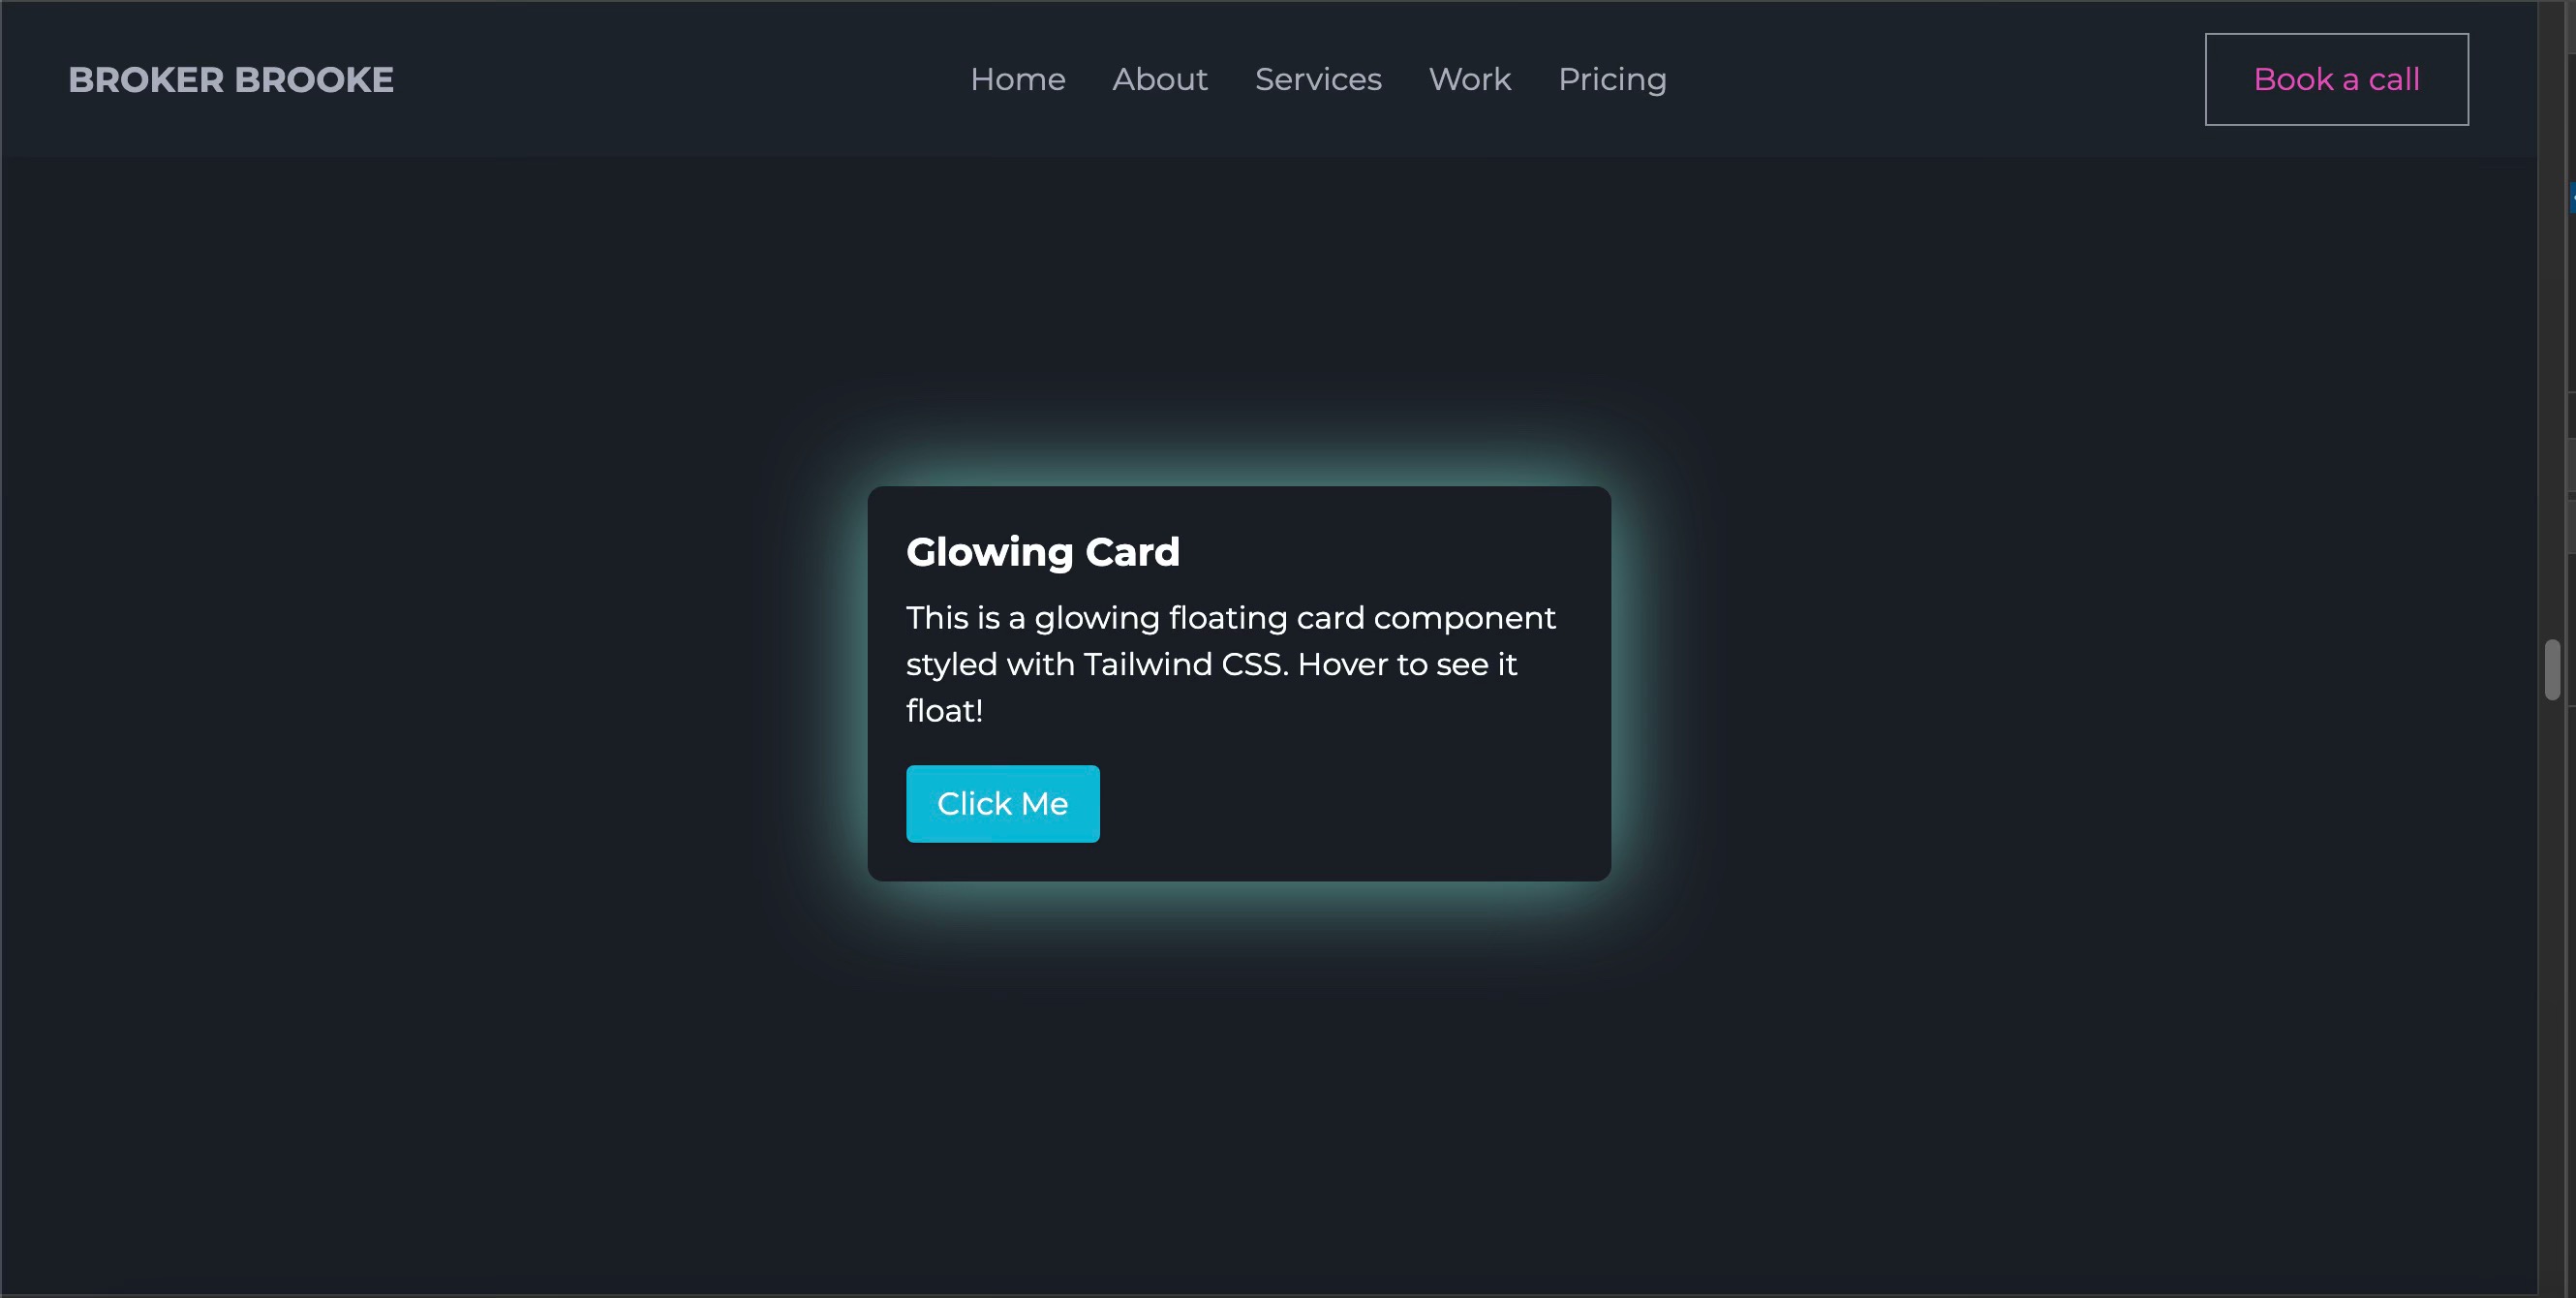 BROKER BROOKE
Home About Services Work Pricing
Book a call
Glowing Card
This is a glowing floating card component
styled with Tailwind CSS. Hover to see it
float!
Click Me